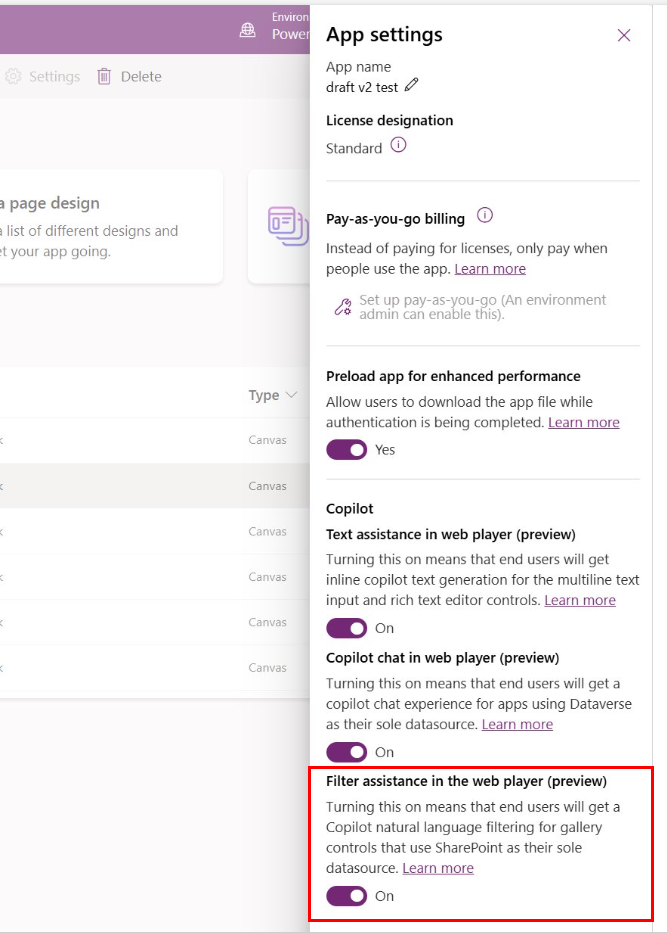 Environ
Power
Settings
Delete
a page design
a list of different designs and
et your app going.
Type
Canvas
Canvas
Canvas
Canvas
Canvas
Canvas
App settings
App name
draft v2 test
License designation
Standard
Pay-as-you-go billing
Instead of paying for licenses, only pay when
people use the app. Learn more
Set up pay-as-you-go (An environment
admin can enable this).
Preload app for enhanced performance
Allow users to download the app file while
authentication is being completed. Learn more
Yes
Copilot
Text assistance in web player (preview)
Turning this on means that end users will get
inline copilot text generation for the multiline text
input and rich text editor controls. Learn more
On
Copilot chat in web player (preview)
Turning this on means that end users will get a
copilot chat experience for apps using Dataverse
as their sole datasource. Learn more
On
Filter assistance in the web player (preview)
Turning this on means that end users will get a
Copilot natural language filtering for gallery
controls that use SharePoint as their sole
datasource. Learn more
On